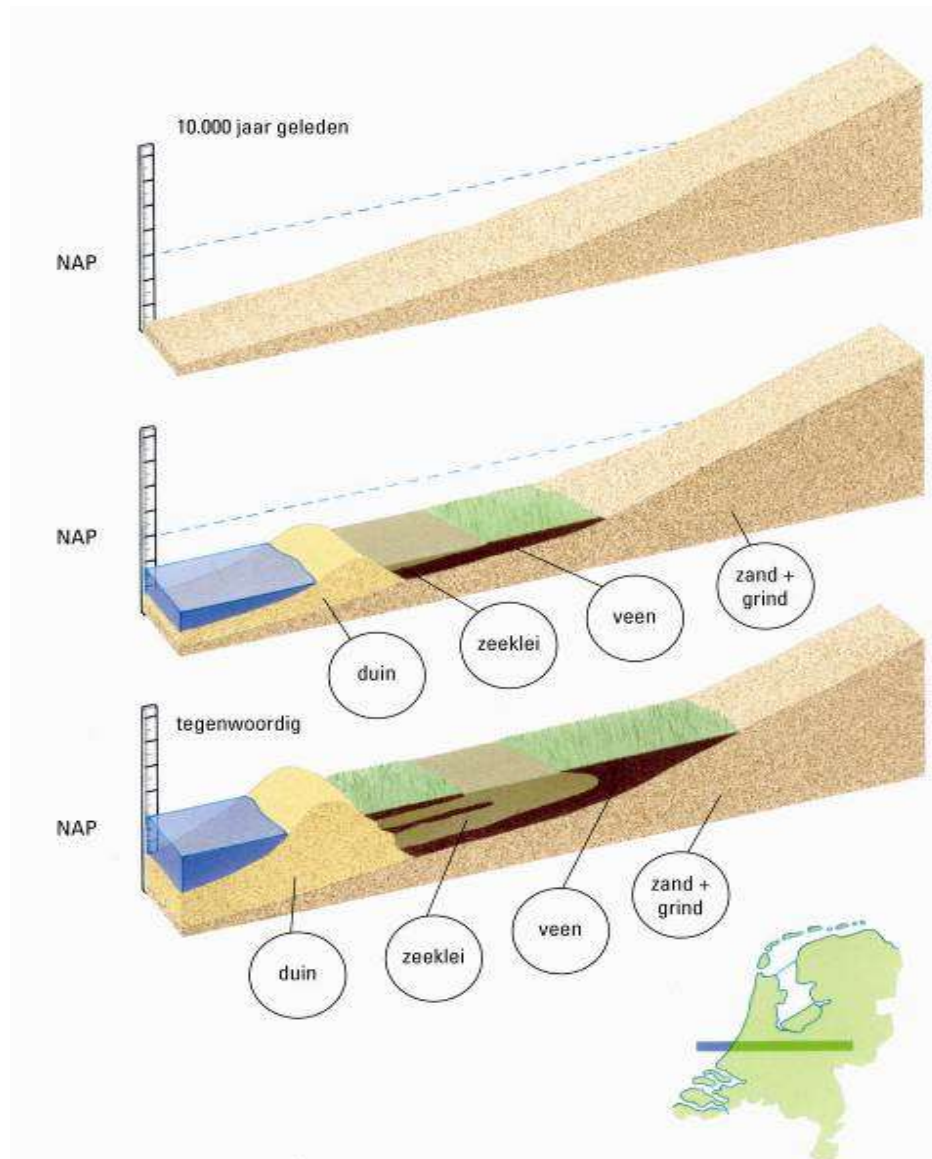 10.000 jaar geleden
NAP
NAP
zand +
grind
veen
zeeklei
duin
tegenwoordig
NAP
zand +
grind
veen
zeeklei
duin